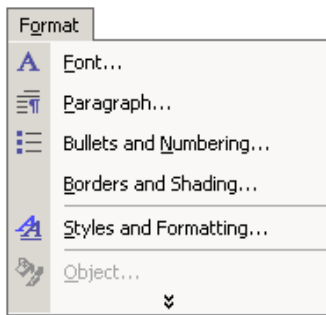 Format
Font...
Paragraph...
Bullets and Numbering...
Borders and Shading...
Styles and Formatting...
Object...